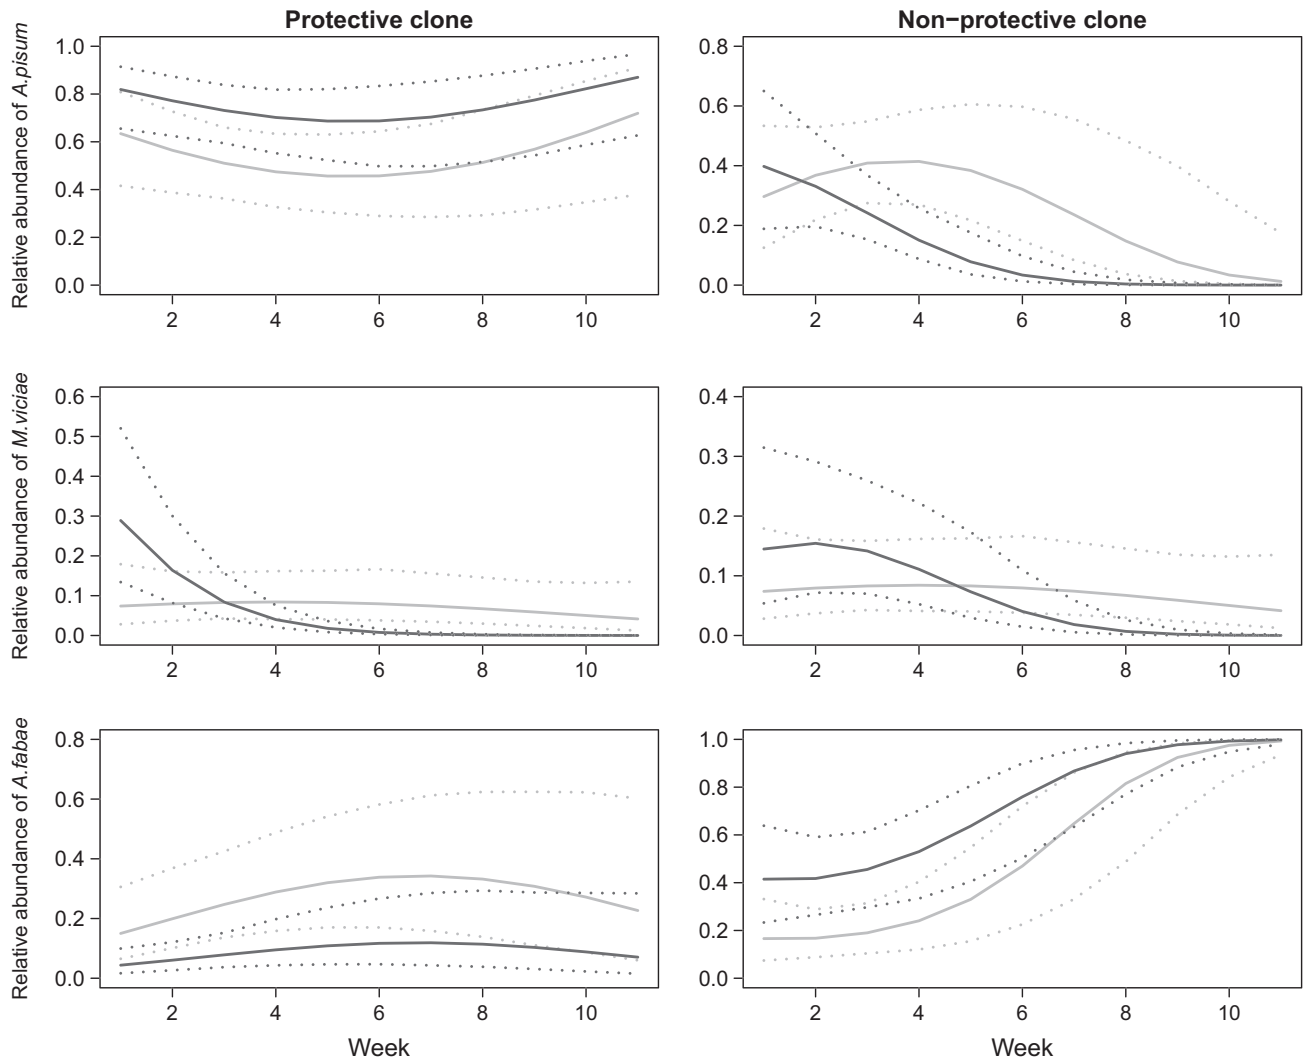 Protective clone
Non−protective clone
Relative abundance of A.pisum
1.0
0.8
0.6
0.4
0.2
0.0
2 4 6 8 10
0.8
0.6
0.4
0.2
0.0
2 4 6 8 10
Relative abundance of M.viciae
0.6
0.5
0.4
0.3
0.2
0.1
0.0
2 4 6 8 10
0.4
0.3
0.2
0.1
0.0
2 4 6 8 10
Relative abundance of A.fabae
0.8
0.6
0.4
0.2
0.0
2 4 6 8 10
Week
1.0
0.8
0.6
0.4
0.2
0.0
2 4 6 8 10
Week